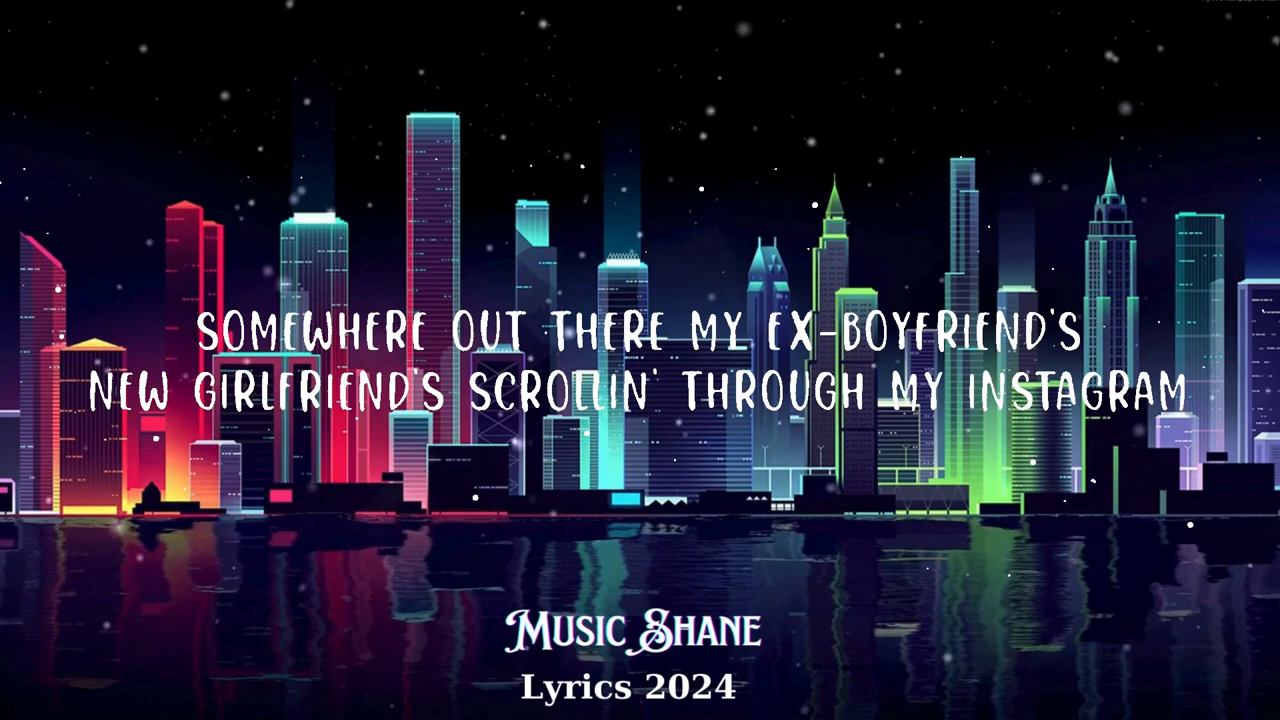 SOMEWHERE OUT THERE MY EX-BOYFRIEND'S
NEW GIRLFRIEND'S SCROLLIN' THROUGH MY INSTAGRAM
MUSIC SHANE
Lyrics 2024